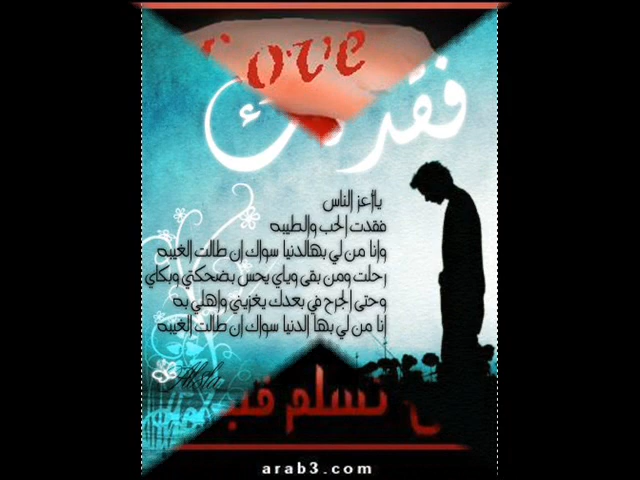 Love
فقدتك
يااعز الناس
فقدت الحب والطيبه
وانا من لي بهالدنيا سواك ان طالت الغيبه
رحلت ومن بقى وياي يحس بضحكتي وبكاي
وحتى الجرح في بعدك يغزيني واهلي به
انا من لي بها الدنيا سواك ان طالت الغيبه
تسلم
arab3.com